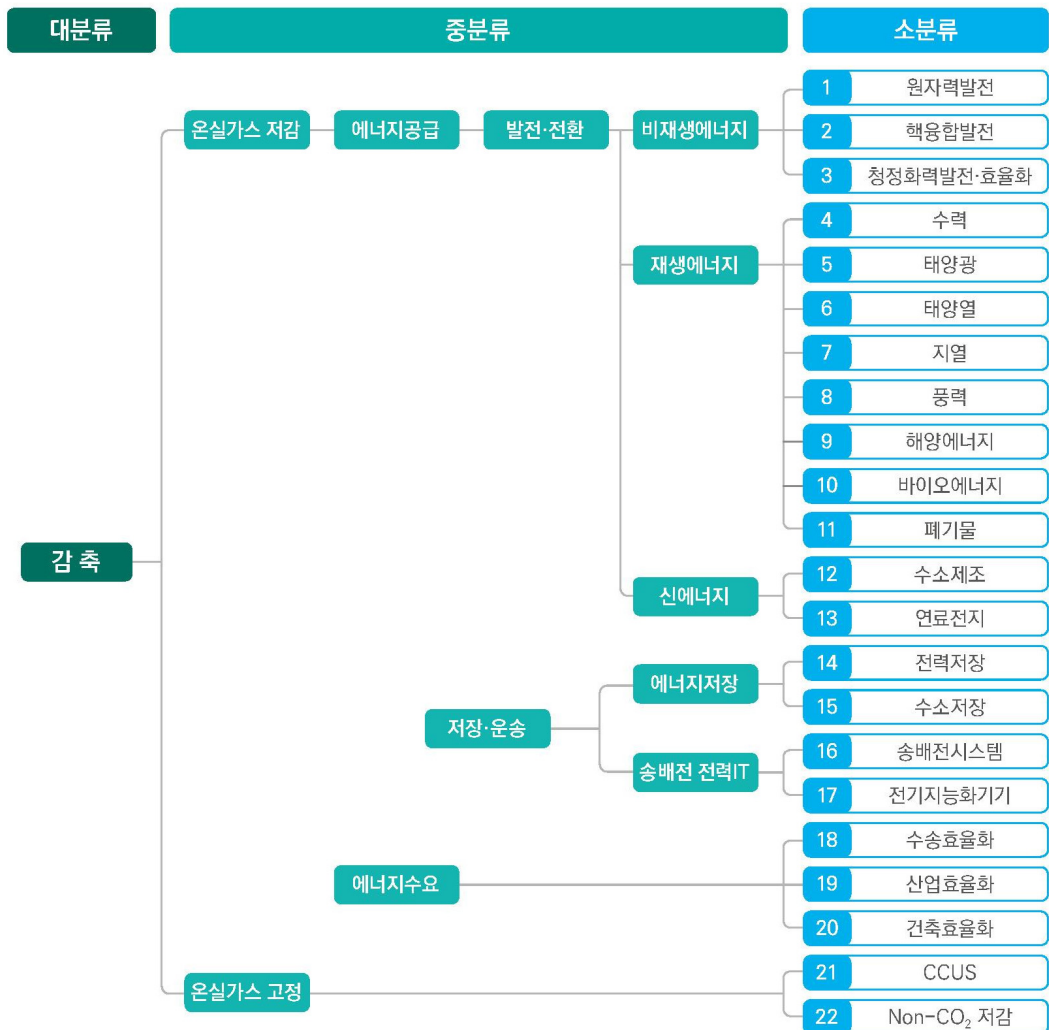 대분류 중분류 소분류
1 원자력발전
온실가스 저감 에너지공급 발전·전환 비재생에너지 2 핵융합발전
3 청정화력발전·효율화
4 수력
재생에너지 5 태양광
6 태양열
7 지열
8 풍력
9 해양에너지
10 바이오에너지
11 폐기물
감 축
12 수소제조
신에너지
13 연료전지
14 전력저장
에너지저장
15 수소저장
저장·운송
16 송배전시스템
송배전 전력IT
17 전기지능화기기
18 수송효율화
에너지수요 19 산업효율화
20 건축효율화
21 CCUS
온실가스 고정
22 Non-CO₂ 저감